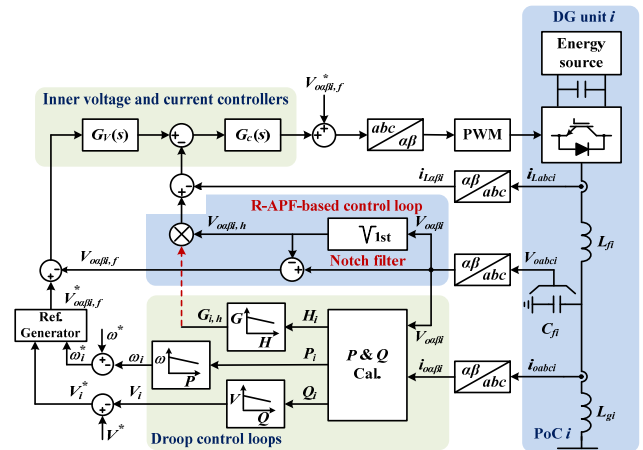 DG unit i
Energy source
V*oαβi,f
Inner voltage and current controllers
GV(s)
Gc(s)
abc
αβ
PWM
iLαβi
αβ
abc
iLabci
R-APF-based control loop
Voαβi,h
1st
Voαβi
Notch filter
Lfi
Voαβi,f
αβ
abc
Voabci
V*oαβi,f
Cfi
Ref. Generator
ω*
ω*i
ωi
ω
P
Gi,h
G
H
Hi
Pi
P & Q Cal.
Voαβi
ioαβi
αβ
abc
ioabci
V*i
Vi
V
Q
Qi
V*
Lgi
Droop control loops
PoC i